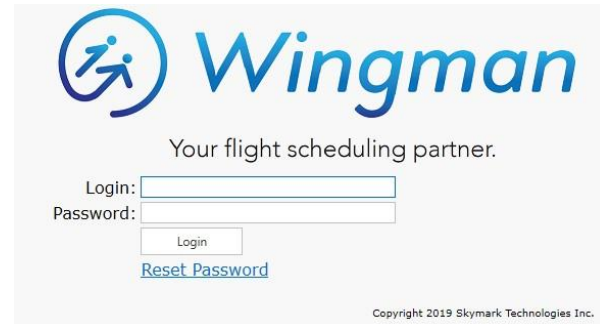 Wingman
Your flight scheduling partner.
Login:
Password:
Login
Reset Password
Copyright 2019 Skymark Technologies Inc.